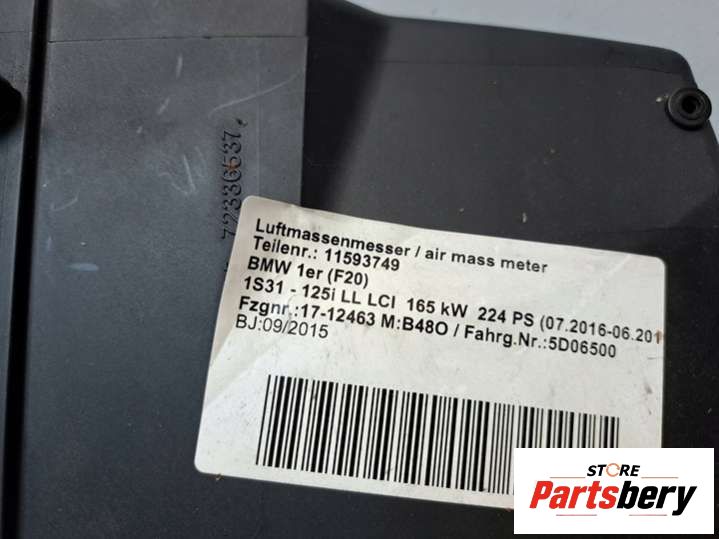 72336537
Luftmassenmesser / air mass meter
Teilenr.: 11593749
BMW 1er (F20)
1S31 - 125i LL LCI 165 kW 224 PS (07.2016-06.201
Fzgnr.:17-12463 M:B48O / Fahrg.Nr.:5D06500
BJ:09/2015
STORE
Partsbery